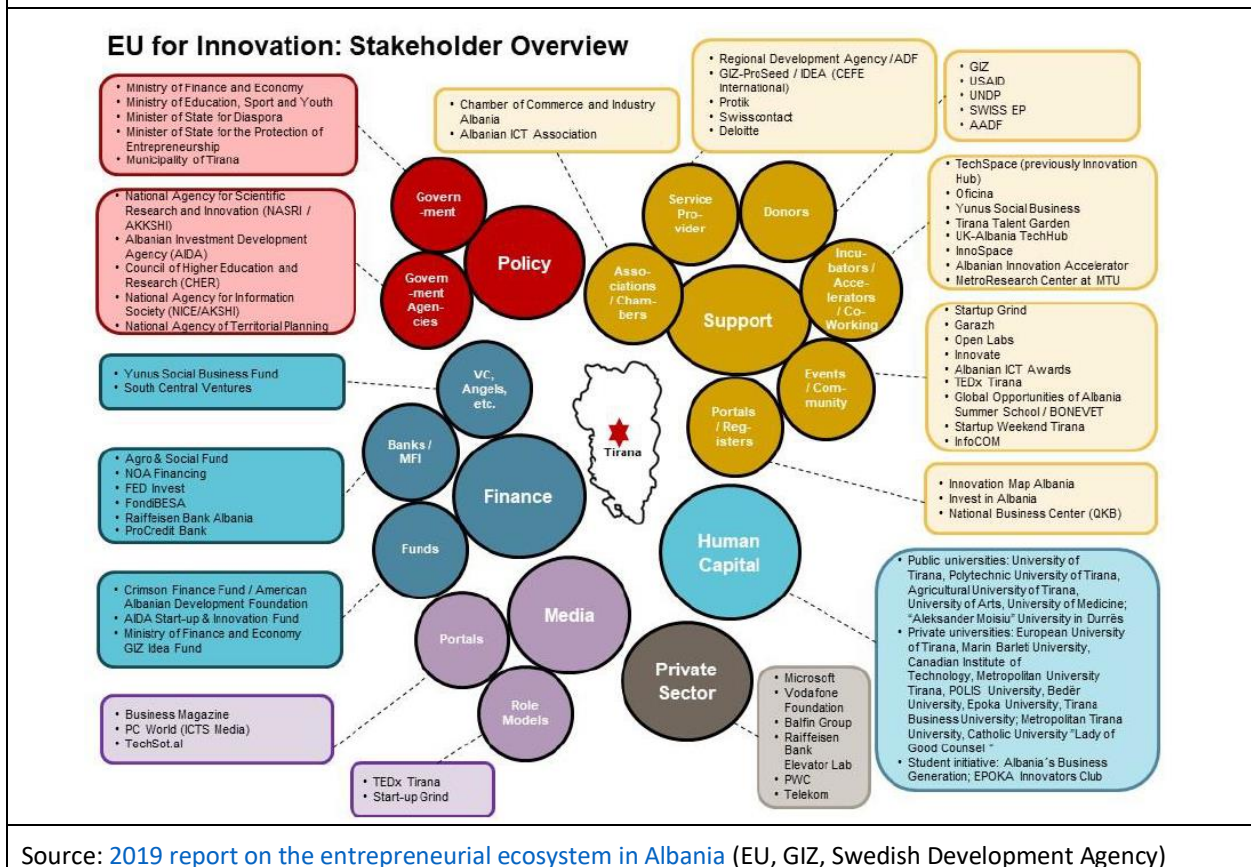 EU for Innovation: Stakeholder Overview
• Ministry of Finance and Economy
• Ministry of Education, Sport and Youth
• Minister of State for Diaspora
• Minister of State for the Protection of
Entrepreneurship
• Municipality of Tirana
• National Agency for Scientific
Research and Innovation (NASRI /
AKKSHI)
• Albanian Investment Development
Agency (AIDA)
• Council of Higher Education and
Research (CHER)
• National Agency for Information
Society (NICE/AKSHI)
• National Agency of Territorial Planning
Govern
-ment
Govern
-ment
Agen-
cies
Policy
• Chamber of Commerce and Industry
Albania
• Albanian ICT Association
• Regional Development Agency /ADF
• GIZ-ProSeed / IDEA (CEFE
International)
• Protik
• Swisscontact
• Deloitte
• GIZ
• USAID
• UNDP
• SWISS EP
• AADF
• TechSpace (previously Innovation
Hub)
• Oficina
• Yunus Social Business
• Tirana Talent Garden
• UK-Albania TechHub
• InnoSpace
• Albanian Innovation Accelerator
• MetroResearch Center at MTU
• Startup Grind
• Garazh
• Open Labs
• Innovate
• Albanian ICT Awards
• TEDx Tirana
• Global Opportunities of Albania
Summer School / BONEVET
• Startup Weekend Tirana
• InfoCOM
• Innovation Map Albania
• Invest in Albania
• National Business Center (QKB)
Service
Pro-
vider
Donors
Asso-
ciations
/ Cham-
bers
Support
Incu-
bators /
Acce-
lerators
/ Co-
Working
Events
/ Com-
munity
Portals
/ Reg-
isters
Tirana
• Yunus Social Business Fund
• South Central Ventures
• Agro & Social Fund
• NOA Financing
• FED Invest
• FondiBESA
• Raiffeisen Bank Albania
• ProCredit Bank
• Crimson Finance Fund / American
Albanian Development Foundation
• AIDA Start-up & Innovation Fund
• Ministry of Finance and Economy
GIZ Idea Fund
VC,
Angels,
etc.
Banks /
MFI
Finance
Funds
Human
Capital
• Public universities: University of
Tirana, Polytechnic University of Tirana,
Agricultural University of Tirana,
University of Arts, University of Medicine;
"Aleksander Moisiu" University in Durrës
• Private universities: European University
of Tirana, Marin Barleti University,
Canadian Institute of
Technology, Metropolitan University
Tirana, POLIS University, Bedër
University, Epoka University, Tirana
Business University; Metropolitan Tirana
University, Catholic University "Lady of
Good Counsel "
• Student initiative: Albania´s Business
Generation; EPOKA Innovators Club
Media
Portals
Role
Models
• Business Magazine
• PC World (ICTS Media)
• TechSot.al
• TEDx Tirana
• Start-up Grind
Private
Sector
• Microsoft
• Vodafone
Foundation
• Balfin Group
• Raiffeisen
Bank
Elevator Lab
• PWC
• Telekom
Source: 2019 report on the entrepreneurial ecosystem in Albania (EU, GIZ, Swedish Development Agency)